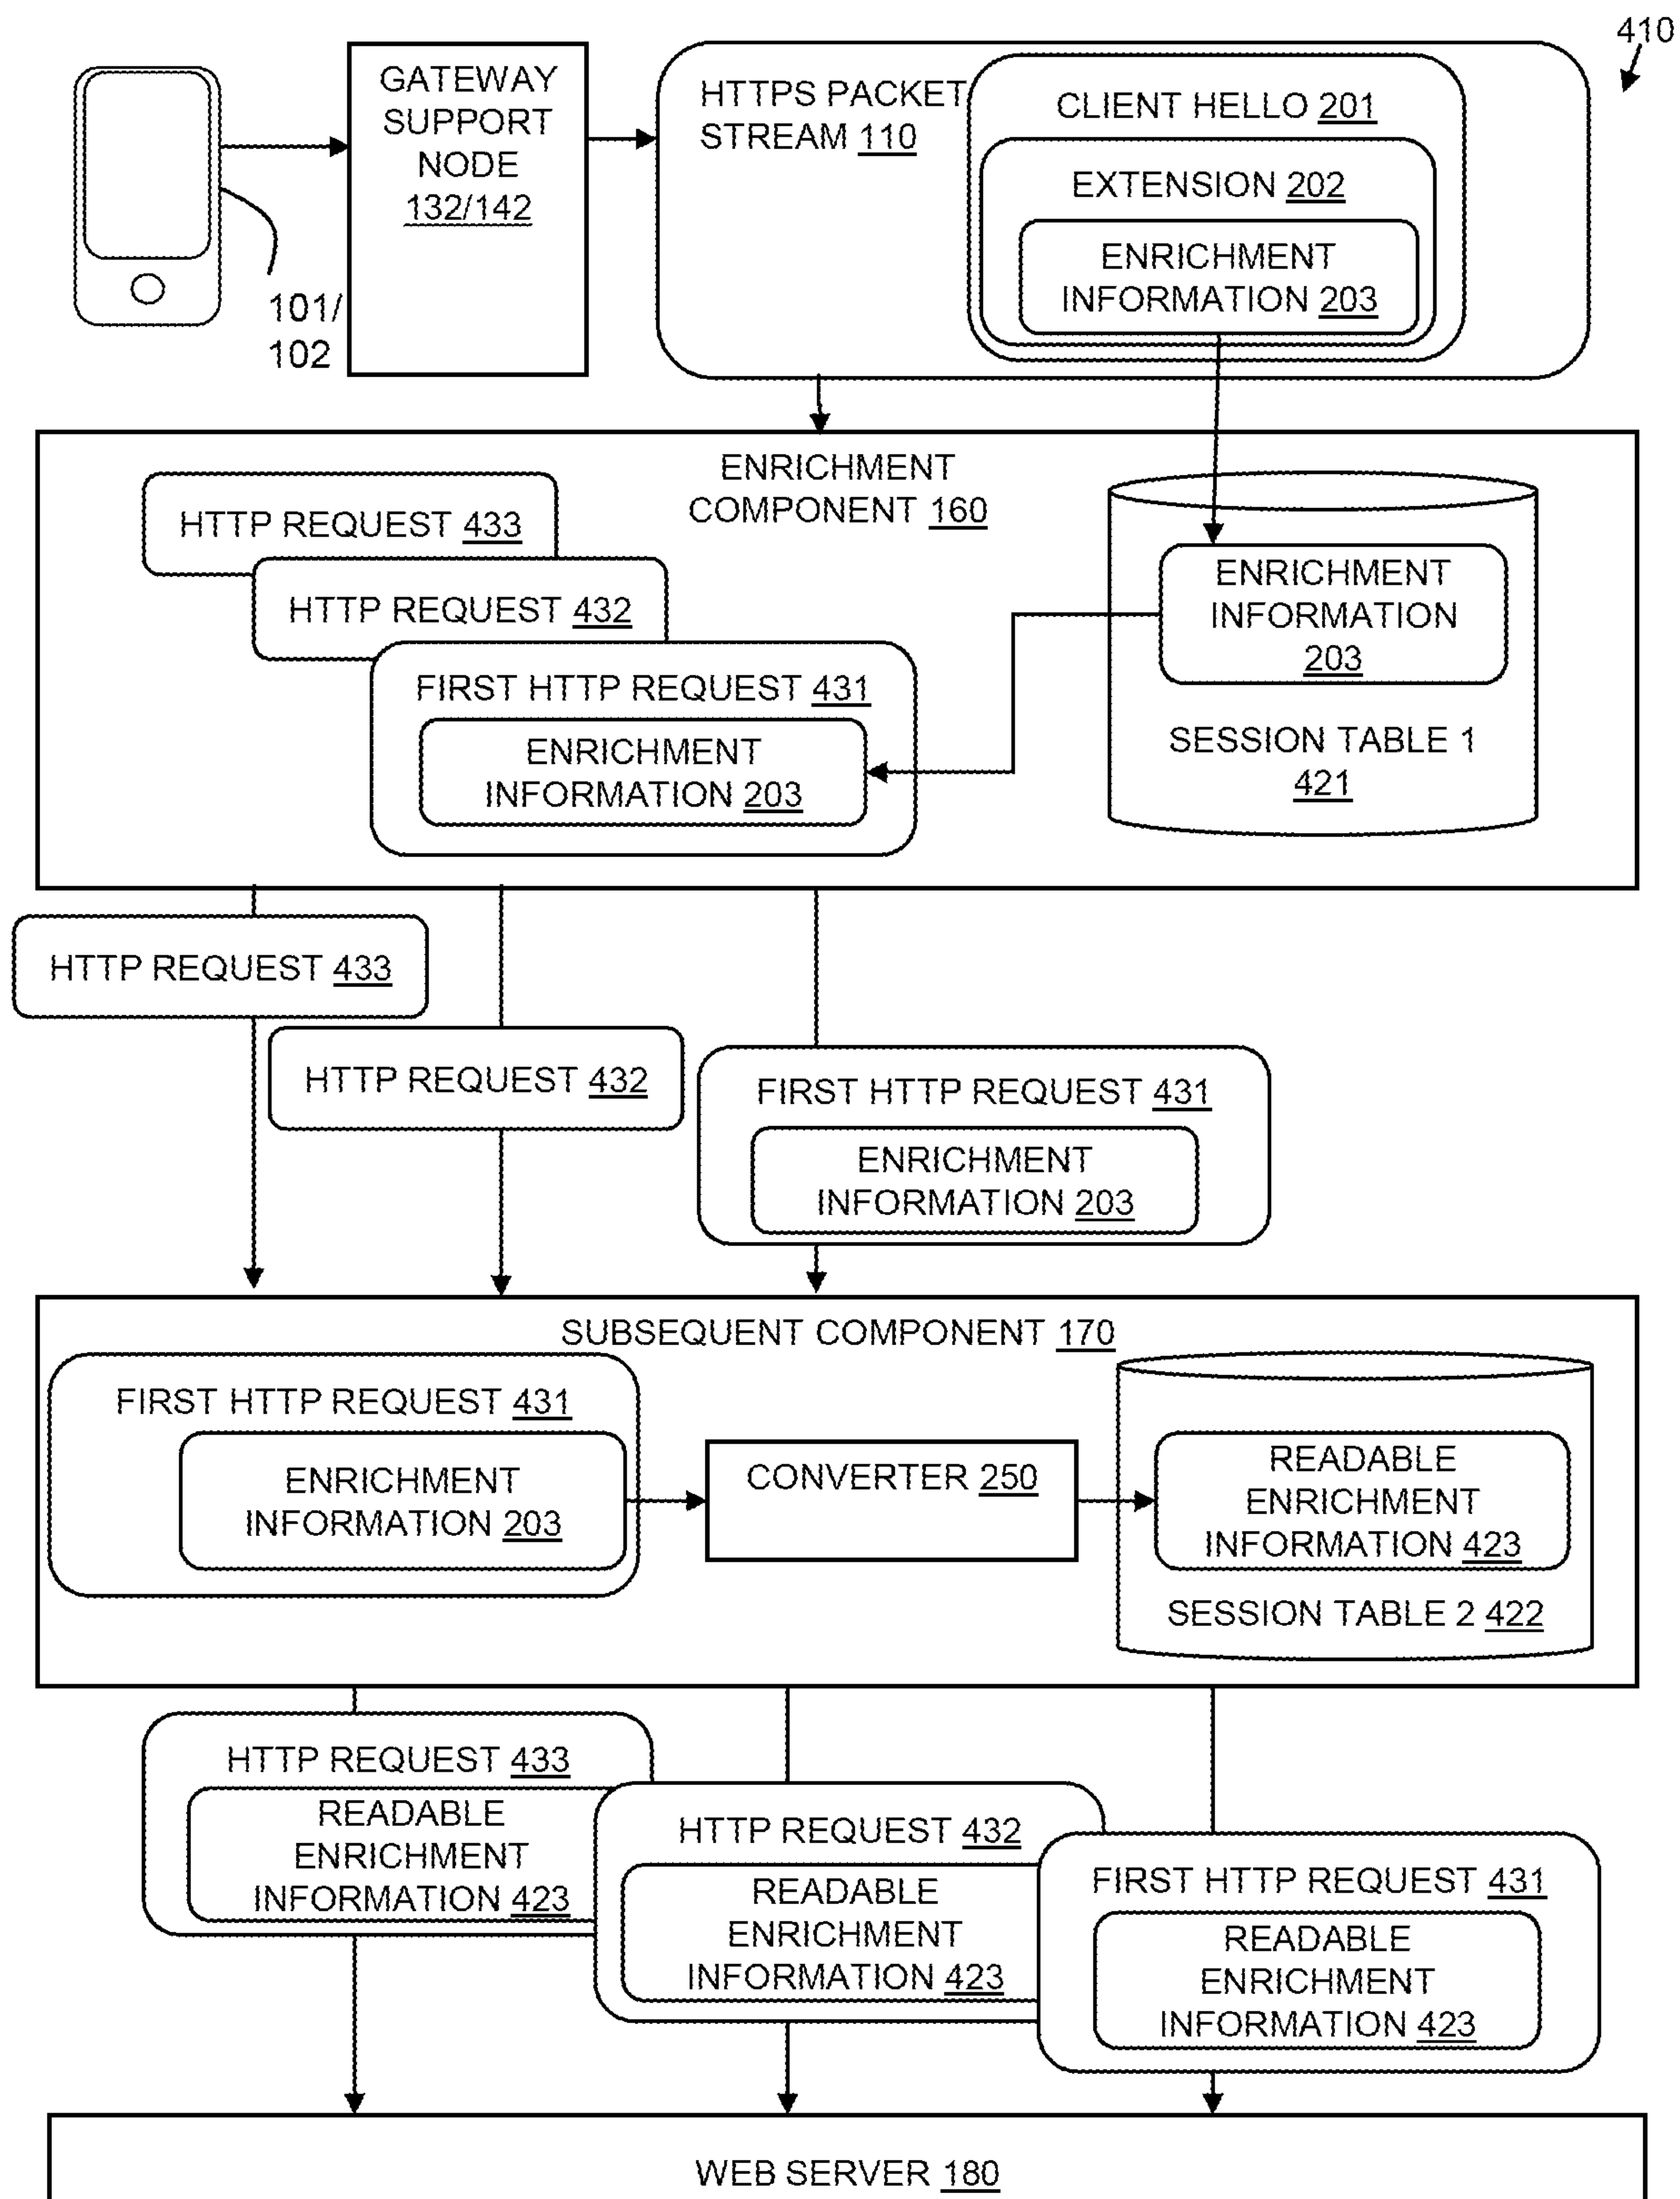 410
GATEWAY
SUPPORT
NODE
132/142
101/
102
HTTPS PACKET
STREAM 110
CLIENT HELLO 201
EXTENSION 202
ENRICHMENT
INFORMATION 203
ENRICHMENT
COMPONENT 160
HTTP REQUEST 433
HTTP REQUEST 432
FIRST HTTP REQUEST 431
ENRICHMENT
INFORMATION 203
ENRICHMENT
INFORMATION
203
SESSION TABLE 1
421
HTTP REQUEST 433
HTTP REQUEST 432
FIRST HTTP REQUEST 431
ENRICHMENT
INFORMATION 203
SUBSEQUENT COMPONENT 170
FIRST HTTP REQUEST 431
ENRICHMENT
INFORMATION 203
CONVERTER 250
READABLE
ENRICHMENT
INFORMATION 423
SESSION TABLE 2 422
HTTP REQUEST 433
READABLE
ENRICHMENT
INFORMATION 423
HTTP REQUEST 432
READABLE
ENRICHMENT
INFORMATION 423
FIRST HTTP REQUEST 431
READABLE
ENRICHMENT
INFORMATION 423
WEB SERVER 180